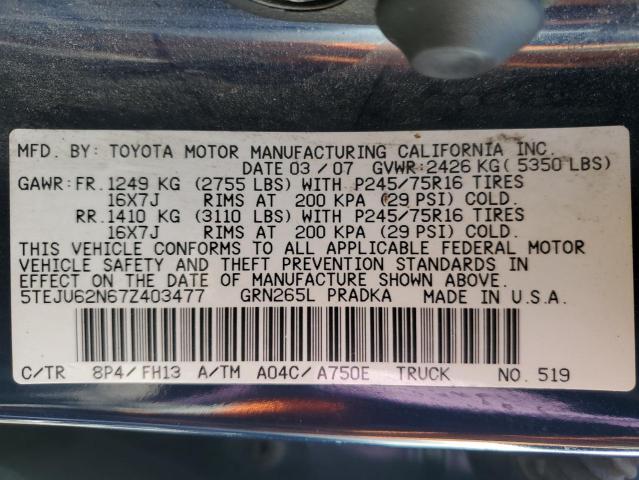 MFD. BY: TOYOTA MOTOR MANUFACTURING CALIFORNIA INC.
DATE 03/07 GVWR:2426 KG( 5350 LBS)
GAWR:FR.1249 KG (2755 LBS) WITH P245/75R16 TIRES
16X7J RIMS AT 200 KPA (29 PSI) COLD.
RR.1410 KG (3110 LBS) WITH P245/75R16 TIRES
16X7J RIMS AT 200 KPA (29 PSI) COLD.
THIS VEHICLE CONFORMS TO ALL APPLICABLE FEDERAL MOTOR
VEHICLE SAFETY AND THEFT PREVENTION STANDARDS IN
EFFECT ON THE DATE OF MANUFACTURE SHOWN ABOVE.
5TEJU62N67Z403477 GRN265L PRADKA MADE IN U.S.A.
C/TR 8P4/FH13 A/TM A04C/A750E TRUCK NO. 519